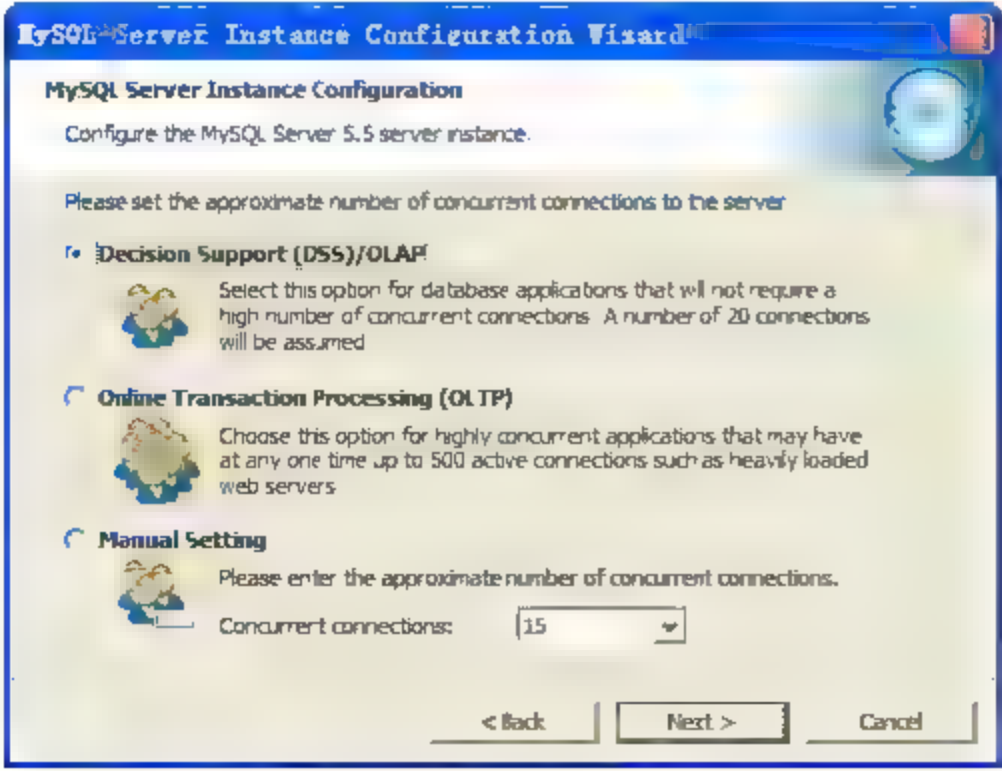 MySQL Server Instance Configuration Wizard
MySQL Server Instance Configuration
Configure the MySQL Server 5.5 server instance.
Please set the approximate number of concurrent connections to the server
Decision Support (DSS)/OLAP
Select this option for database applications that will not require a
high number of concurrent connections. A number of 20 connections
will be assumed
Online Transaction Processing (OLTP)
Choose this option for highly concurrent applications that may have
at any one time up to 500 active connections such as heavily loaded
web servers
Manual Setting
Please enter the approximate number of concurrent connections.
Concurrent connections: 15
< Back Next > Cancel